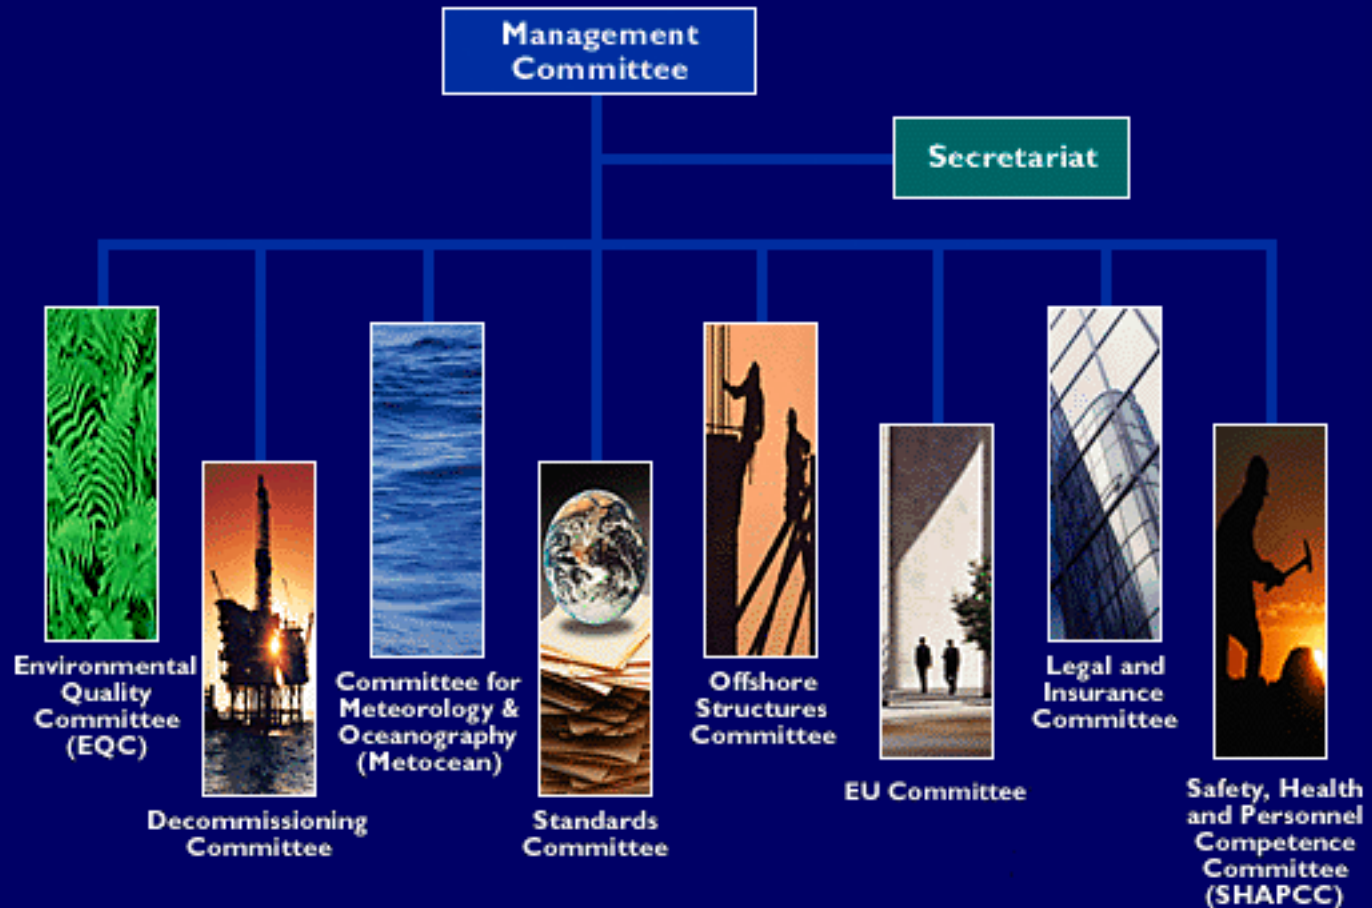 Management
Committee
Secretariat
Environmental
Quality
Committee
(EQC)
Decommissioning
Committee
Committee for
Meteorology &
Oceanography
(Metocean)
Standards
Committee
Offshore
Structures
Committee
EU Committee
Legal and
Insurance
Committee
Safety, Health
and Personnel
Competence
Committee
(SHAPCC)